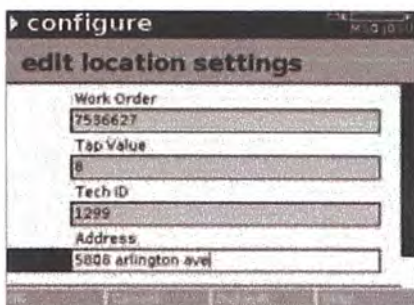 configure
edit location settings
Work Order
7536627
Tap Value
8
Tech ID
1299
Address
5808 arlington ave